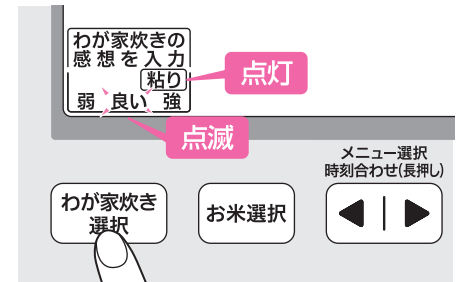 わが家炊きの
感想を入力
粘り
弱 良い 強
点灯
点滅
メニュー選択
時刻合わせ(長押し)
わが家炊き
選択
お米選択